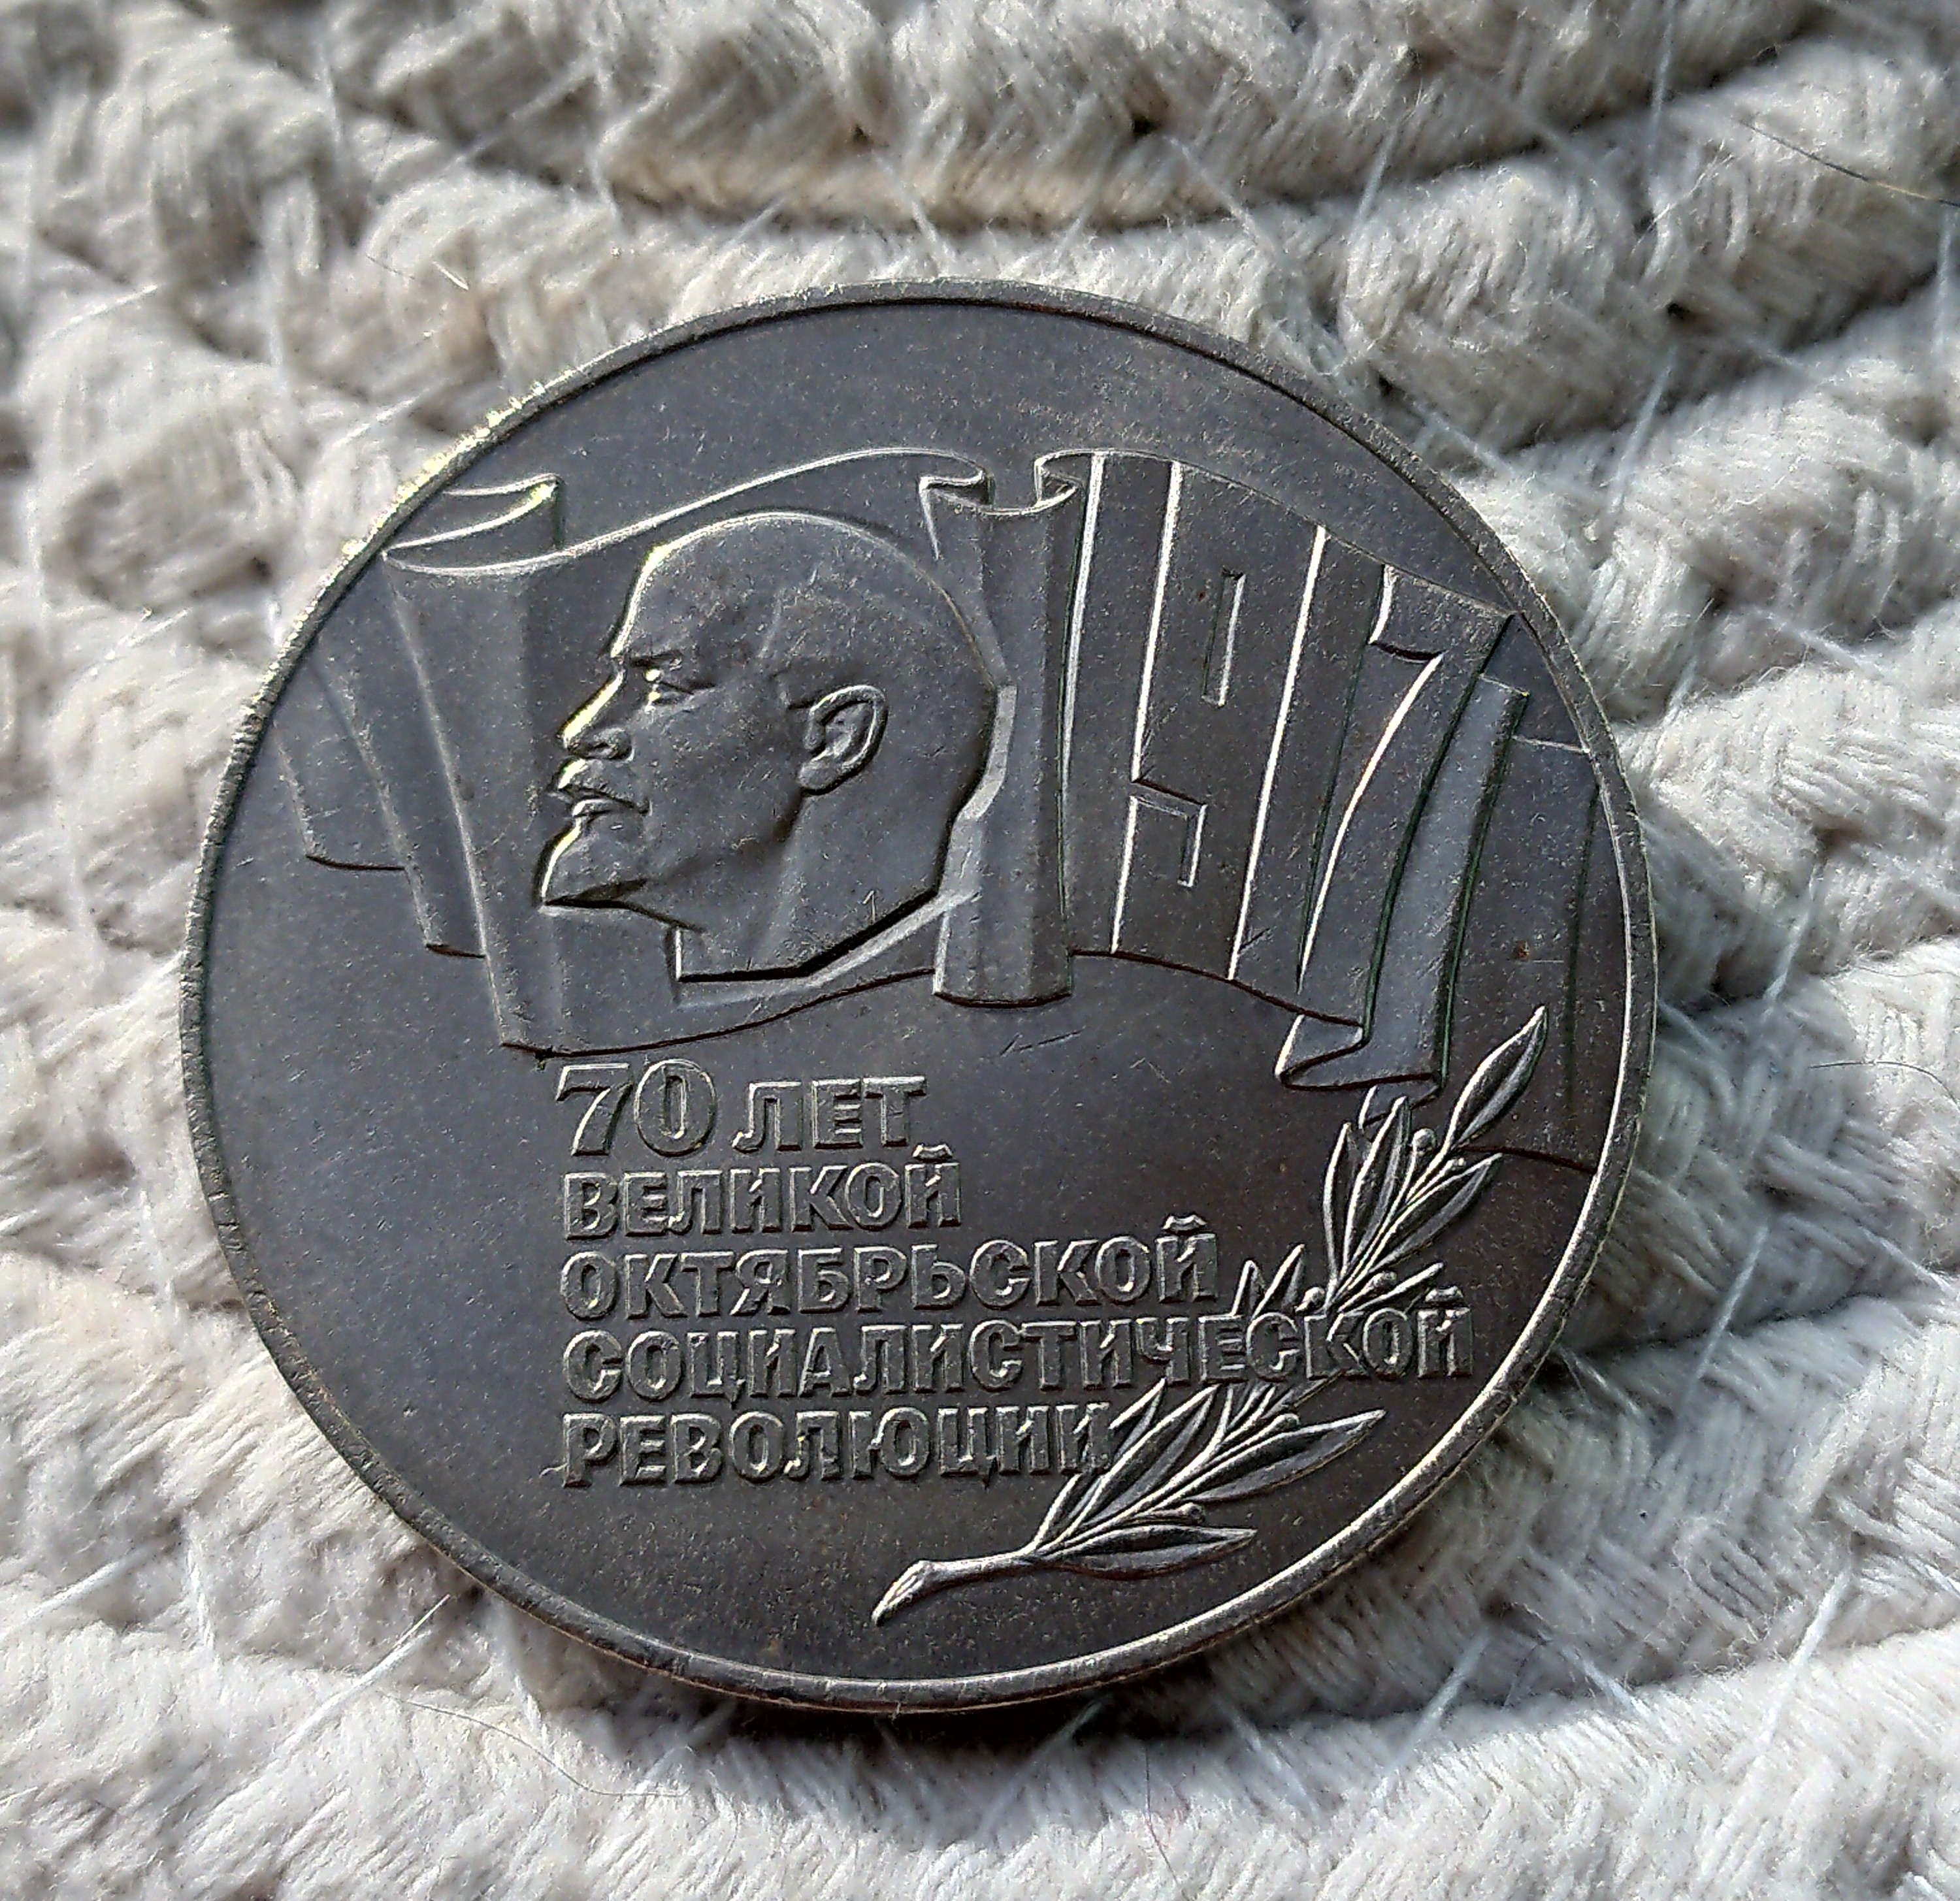 1917
70 ЛЕТ
ВЕЛИКОЙ
ОКТЯБРЬСКОЙ
СОЦИАЛИСТИЧЕСКОЙ
РЕВОЛЮЦИИ